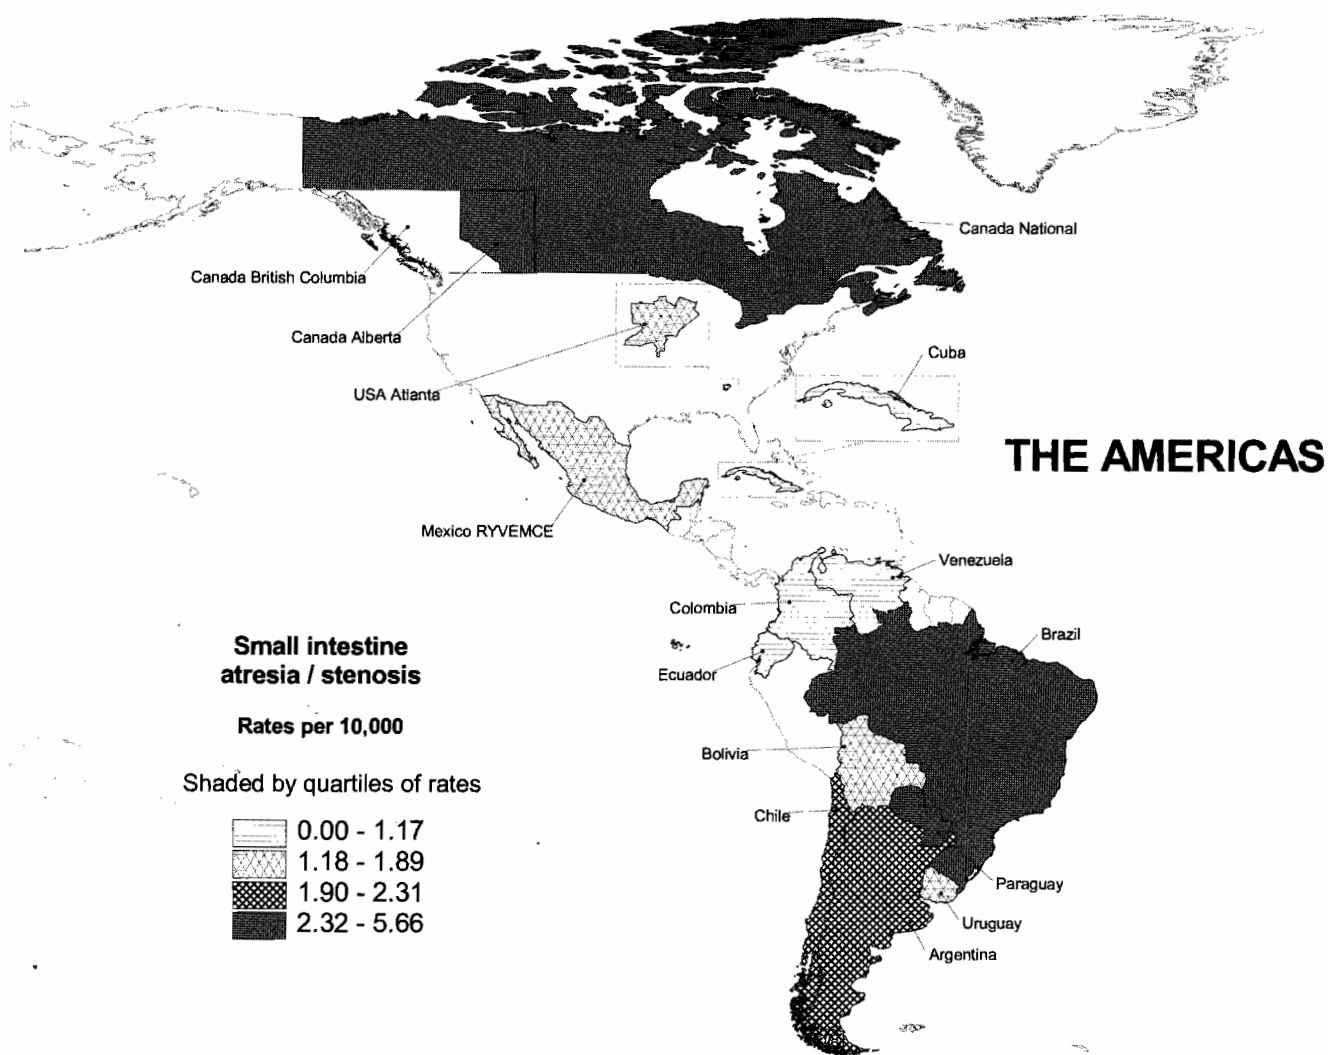 Canada National
Canada British Columbia
Canada Alberta
Cuba
USA Atlanta
THE AMERICAS
Mexico RYVEMCE
Venezuela
Colombia
Brazil
Small intestine
atresia / stenosis
Ecuador
Rates per 10,000
Bolivia
Shaded by quartiles of rates
Chile
0.00 - 1.17
1.18 - 1.89
1.90 - 2.31
2.32 - 5.66
Paraguay
Uruguay
Argentina